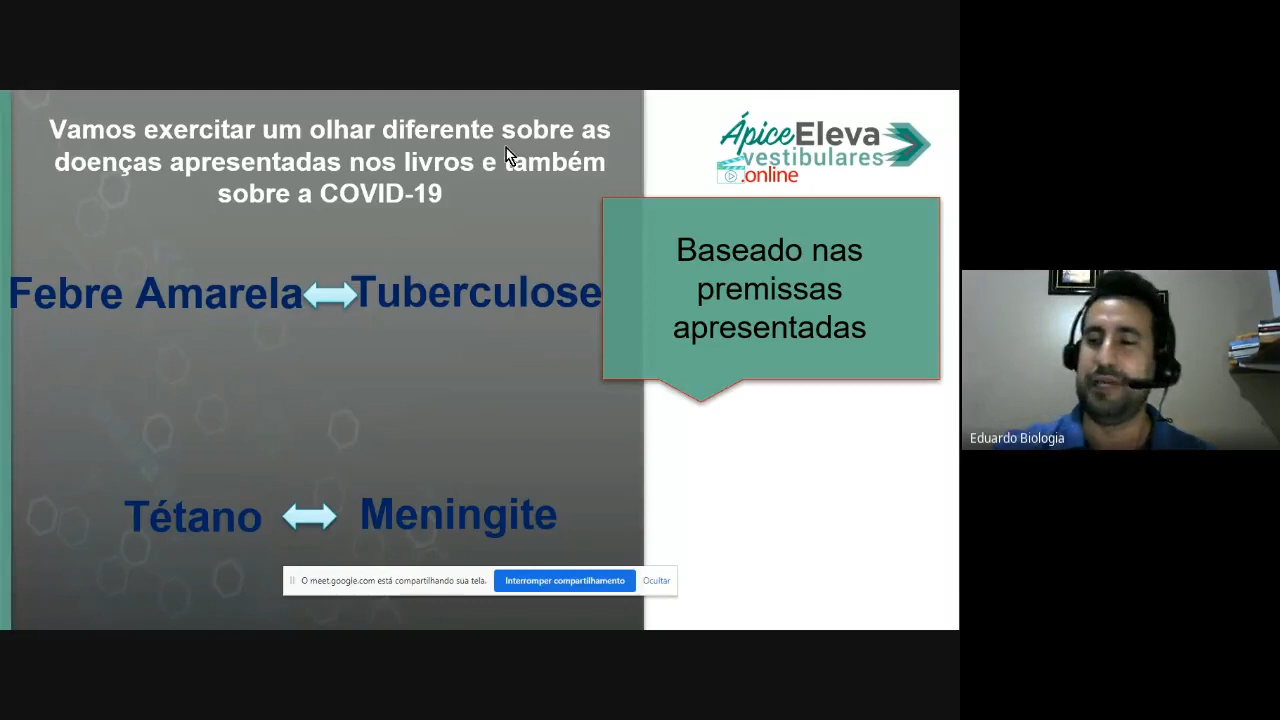 Vamos exercitar um olhar diferente sobre as
doenças apresentadas nos livros e também
sobre a COVID-19
ÁpiceEleva
vestibulares
.online
Baseado nas
premissas
apresentadas
Febre Amarela Tuberculose
Tétano Meningite
O meet.google.com está compartilhando sua tela. Interromper compartilhamento Ocultar
Eduardo Biologia